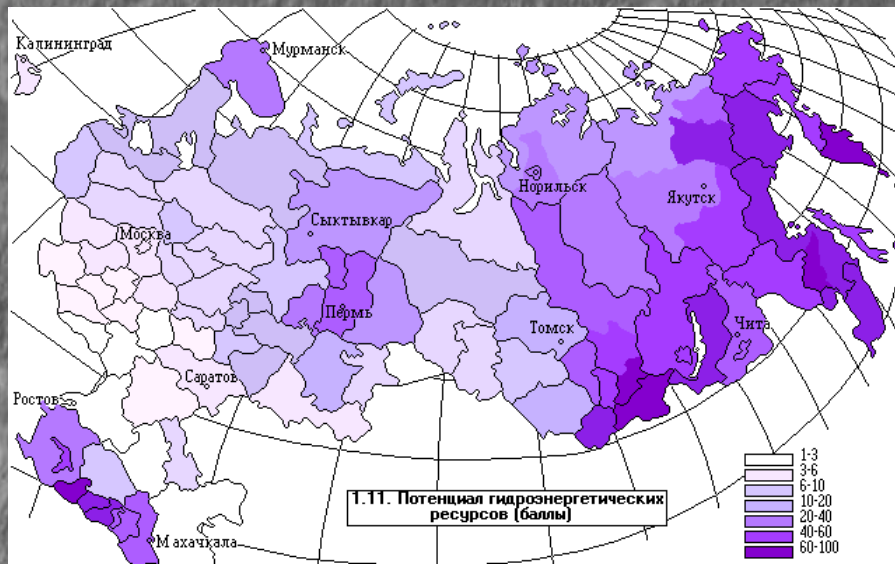 Калининград
Мурманск
Норильск
Якутск
Сыктывкар
Москва
Пермь
Томск
Чита
Саратов
Ростов
Махачкала
1.11. Потенциал гидроэнергетических
ресурсов (баллы)
1-3
3-6
6-10
10-20
20-40
40-60
60-100